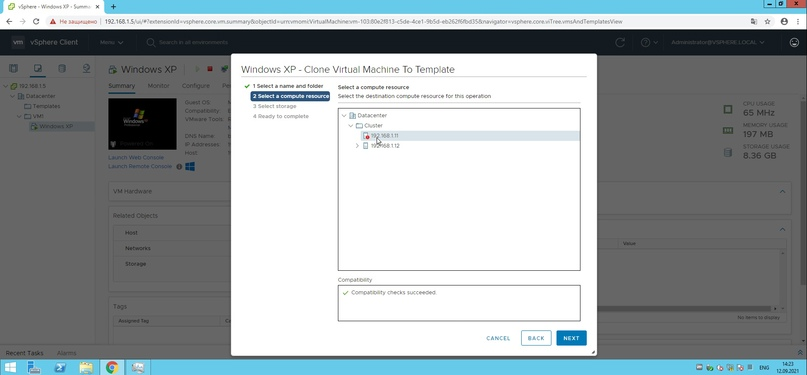 vSphere - Windows XP - Summ
Не защищено
192.168.1.5/ui/#?extensionId=vsphere.core.vm.summary&objectId=urn:vmomi:VirtualMachine:vm-103:80e2f813-c5de-4ce1-9b5d-eb262f6fbd35&navigator=vsphere.core.viTree.vmsAndTemplatesView
vm vSphere Client
Menu
Search in all environments
Administrator@VSPHERE.LOCAL
192.168.1.5
Datacenter
Templates
VM1
Windows XP
Windows XP
Summary
Monitor
Configure
Guest OS:
Compatibility:
VMware Tools:
DNS Name:
IP Addresses:
Host:
Launch Web Console
Launch Remote Console
VM Hardware
Related Objects
Host
Networks
Storage
Tags
Assigned Tag
Windows XP - Clone Virtual Machine To Template
1 Select a name and folder
2 Select a compute resource
3 Select storage
4 Ready to complete
Select a compute resource
Select the destination compute resource for this operation
Datacenter
Cluster
192.168.1.11
192.168.1.12
Compatibility
Compatibility checks succeeded.
CANCEL
BACK
NEXT
CPU USAGE
65 MHz
MEMORY USAGE
197 MB
STORAGE USAGE
8.36 GB
Value
No items to display
Recent Tasks
Alarms
ENG
14:23
12.09.2021